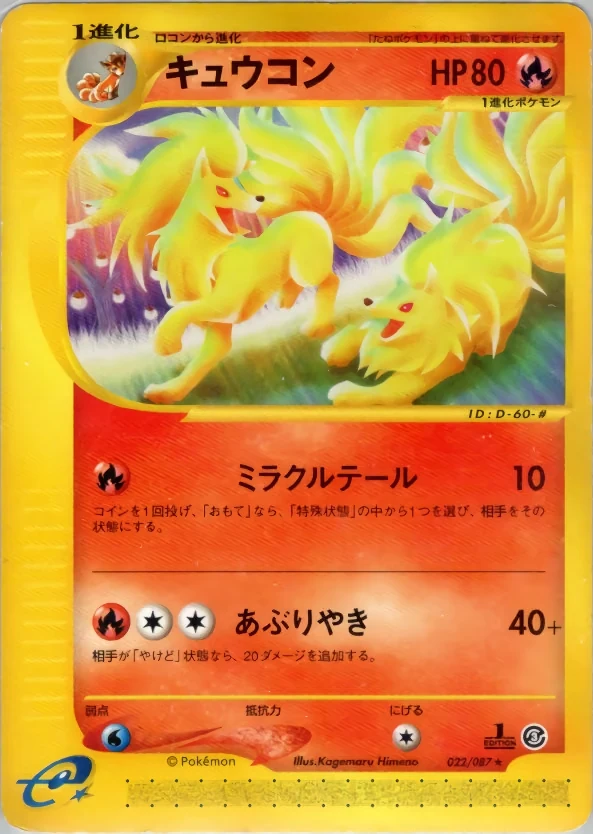 1進化
ロコンから進化
「たねポケモン」の上に重ねて進化させます。
キュウコン
HP80
1進化ポケモン
ID:D-60-#
ミラクルテール 10
コインを1回投げ、「おもて」なら、「特殊状態」の中から1つを選び、相手をその
状態にする。
あぶりやき 40+
相手が「やけど」状態なら、20ダメージを追加する。
弱点 抵抗力 にげる
1 EDITION
© Pokémon Illus.Kagemaru Himeno 022/087★
e